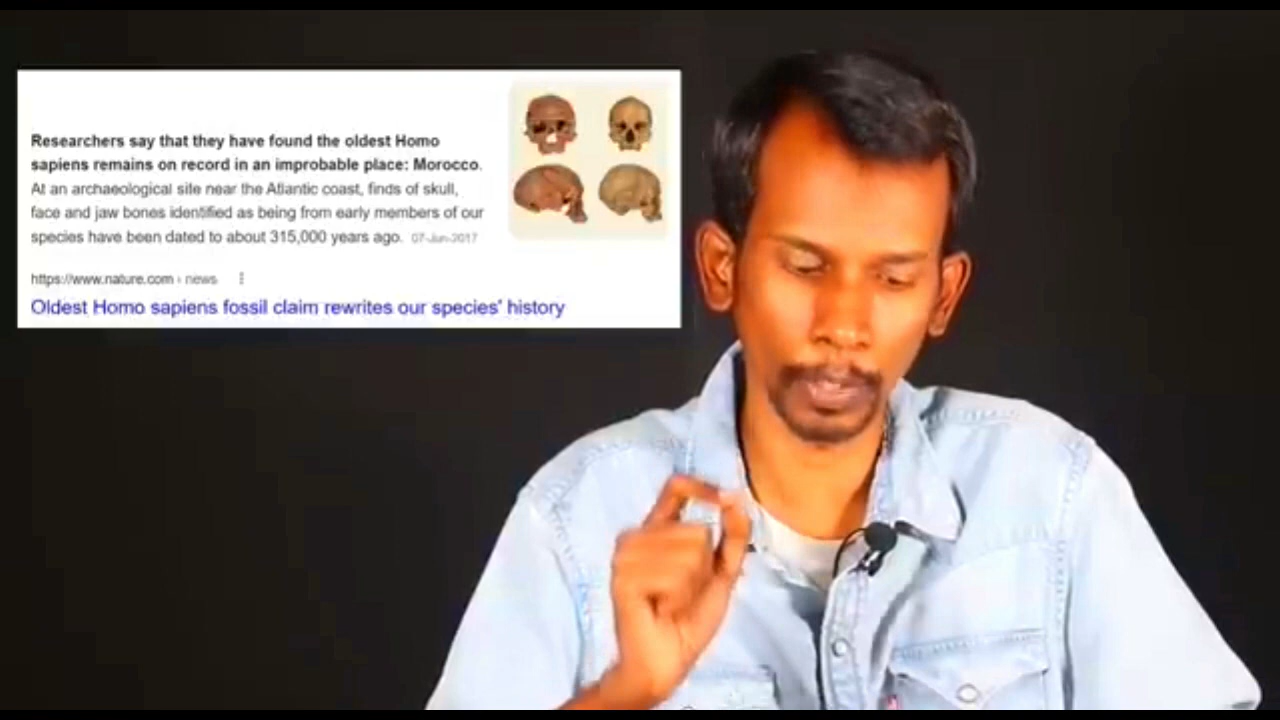 Researchers say that they have found the oldest Homo
sapiens remains on record in an improbable place: Morocco.
At an archaeological site near the Atlantic coast, finds of skull,
face and jaw bones identified as being from early members of our
species have been dated to about 315,000 years ago. 07-Jun-2017
https://www.nature.com › news
Oldest Homo sapiens fossil claim rewrites our species' history